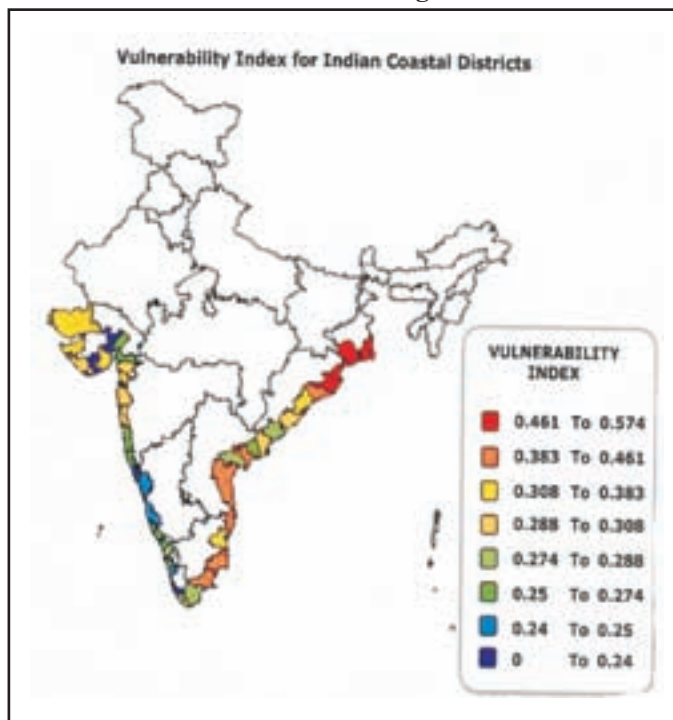 Vulnerability Index for Indian Coastal Districts
VULNERABILITY
INDEX
0.461 To 0.574
0.383 To 0.461
0.308 To 0.383
0.288 To 0.308
0.274 To 0.288
0.25 To 0.274
0.24 To 0.25
0 To 0.24